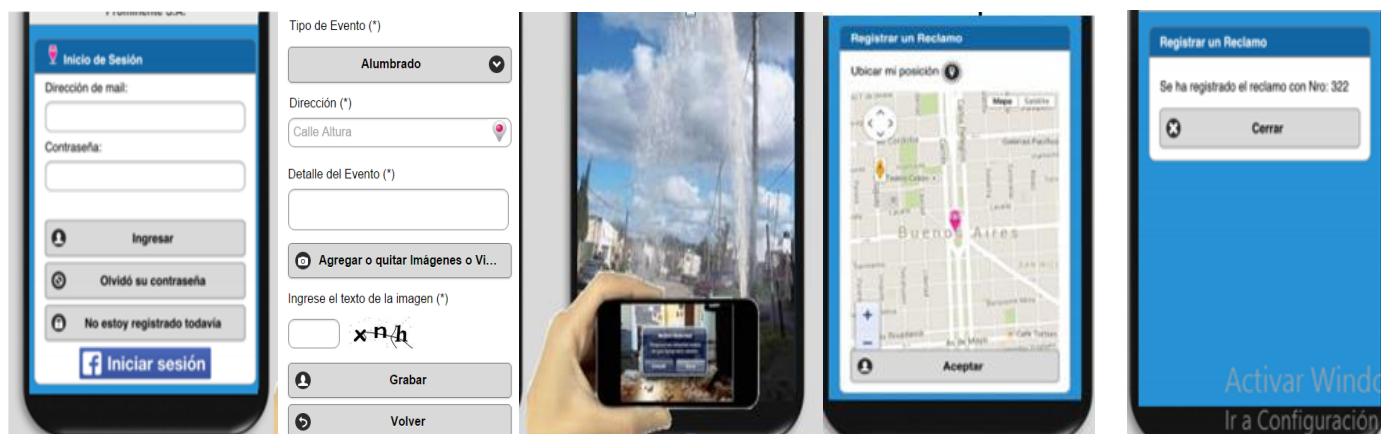 Prominente S.A.
Inicio de Sesión
Dirección de mail:
Contraseña:
Ingresar
Olvidó su contraseña
No estoy registrado todavía
f Iniciar sesión
Tipo de Evento (*)
Alumbrado
Dirección (*)
Calle Altura
Detalle del Evento (*)
Agregar o quitar Imágenes o Vi...
Ingrese el texto de la imagen (*)
xnh
Grabar
Volver
Registrar un Reclamo
Ubicar mi posición
Mapa Satélite
Buenos Aires
Aceptar
Registrar un Reclamo
Se ha registrado el reclamo con Nro: 322
Cerrar
Activar Windo
Ir a Configuración